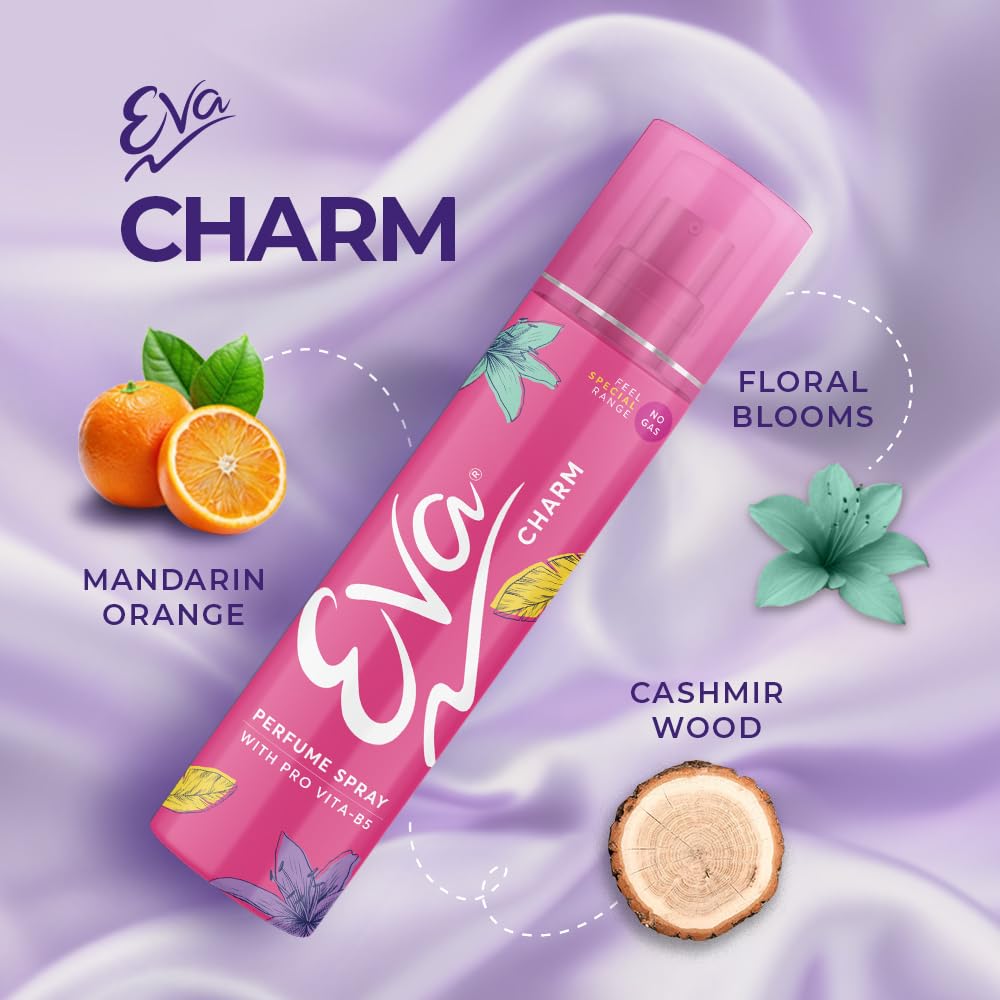 Eva
CHARM
FLORAL
BLOOMS
MANDARIN
ORANGE
CASHMIR
WOOD
FEEL
SPECIAL
RANGE
NO
GAS
Eva®
CHARM
PERFUME SPRAY
WITH PRO VITA-B5